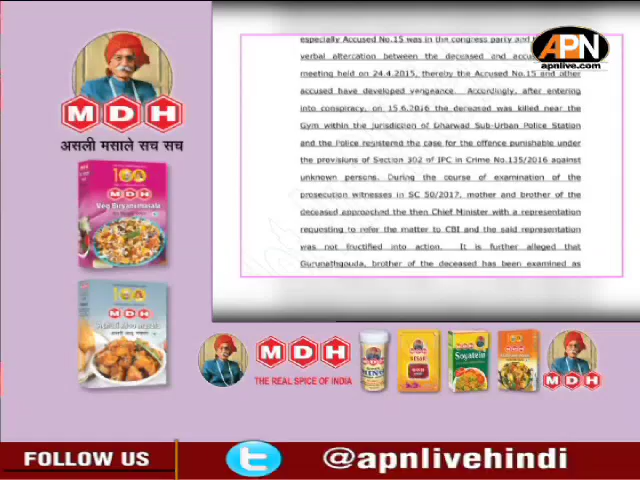 especially Accused No.15 was in the congress party and
verbal altercation between the deceased and
meeting held on 24.4.2015, thereby the Accused No.15 and other
accused have developed vengeance. Accordingly, after entering
into conspiracy, on 15.6.2016 the deceased was killed near the
Gym within the jurisdiction of Dharwad Sub-Urban Police Station
and the Police registered the case for the offence punishable under
the provisions of Section 302 of IPC in Crime No.135/2016 against
unknown persons. During the course of examination of the
prosecution witnesses in SC 50/2017, mother and brother of the
deceased approached the then Chief Minister with a representation
requesting to refer the matter to CBI and the said representation
was not fructified into action. It is further alleged that
Gurunathgouda, brother of the deceased has been examined as
APN
apnlive.com
MDH
असली मसाले सच सच
100
MDH
Veg Biryani masala
100
MDH
MDH
THE REAL SPICE OF INDIA
Soyatein
MDH
FOLLOW US
@apnlivehindi